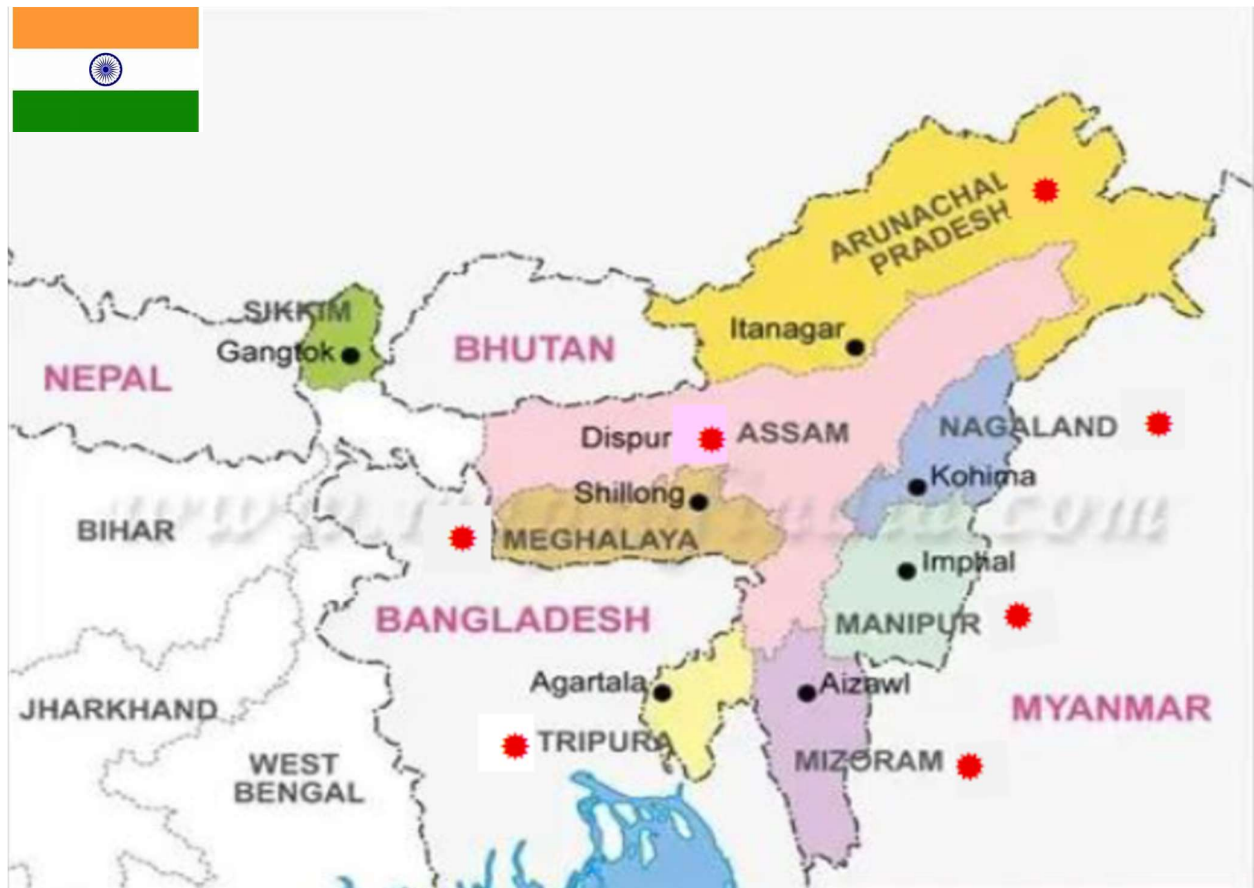 ARUNACHAL
PRADESH
SIKKIM
Gangtok
Itanagar
BHUTAN
NEPAL
Dispur
ASSAM
NAGALAND
Kohima
Shillong
BIHAR
MEGHALAYA
Imphal
BANGLADESH
MANIPUR
Agartala
Aizawl
JHARKHAND
MYANMAR
TRIPURA
WEST
BENGAL
MIZORAM